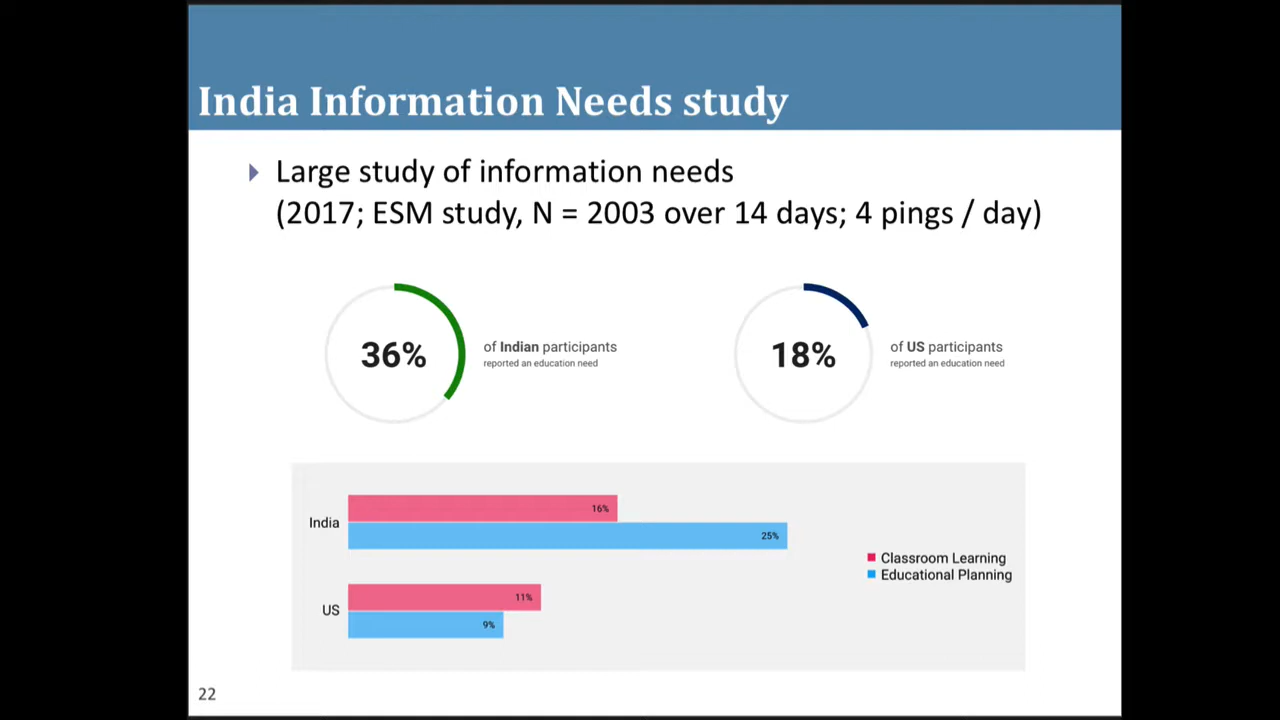 India Information Needs study
Large study of information needs
(2017; ESM study, N = 2003 over 14 days; 4 pings / day)
36%
of Indian participants
reported an education need
18%
of US participants
reported an education need
India
16%
25%
US
11%
9%
Classroom Learning
Educational Planning
22